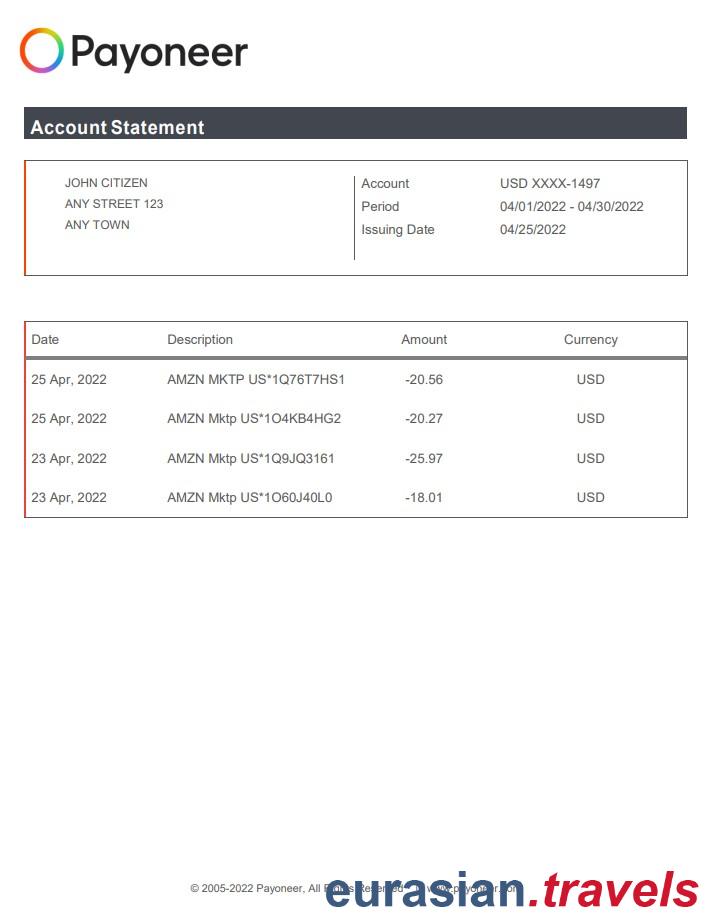 Payoneer
Account Statement
JOHN CITIZEN
ANY STREET 123
ANY TOWN
Account USD XXXX-1497
Period 04/01/2022 - 04/30/2022
Issuing Date 04/25/2022
Date Description Amount Currency
25 Apr, 2022 AMZN MKTP US*1Q76T7HS1 -20.56 USD
25 Apr, 2022 AMZN Mktp US*1O4KB4HG2 -20.27 USD
23 Apr, 2022 AMZN Mktp US*1Q9JQ3161 -25.97 USD
23 Apr, 2022 AMZN Mktp US*1O60J40L0 -18.01 USD
© 2005-2022 Payoneer, All Rights Reserved www.payoneer.com
eurasian.travels